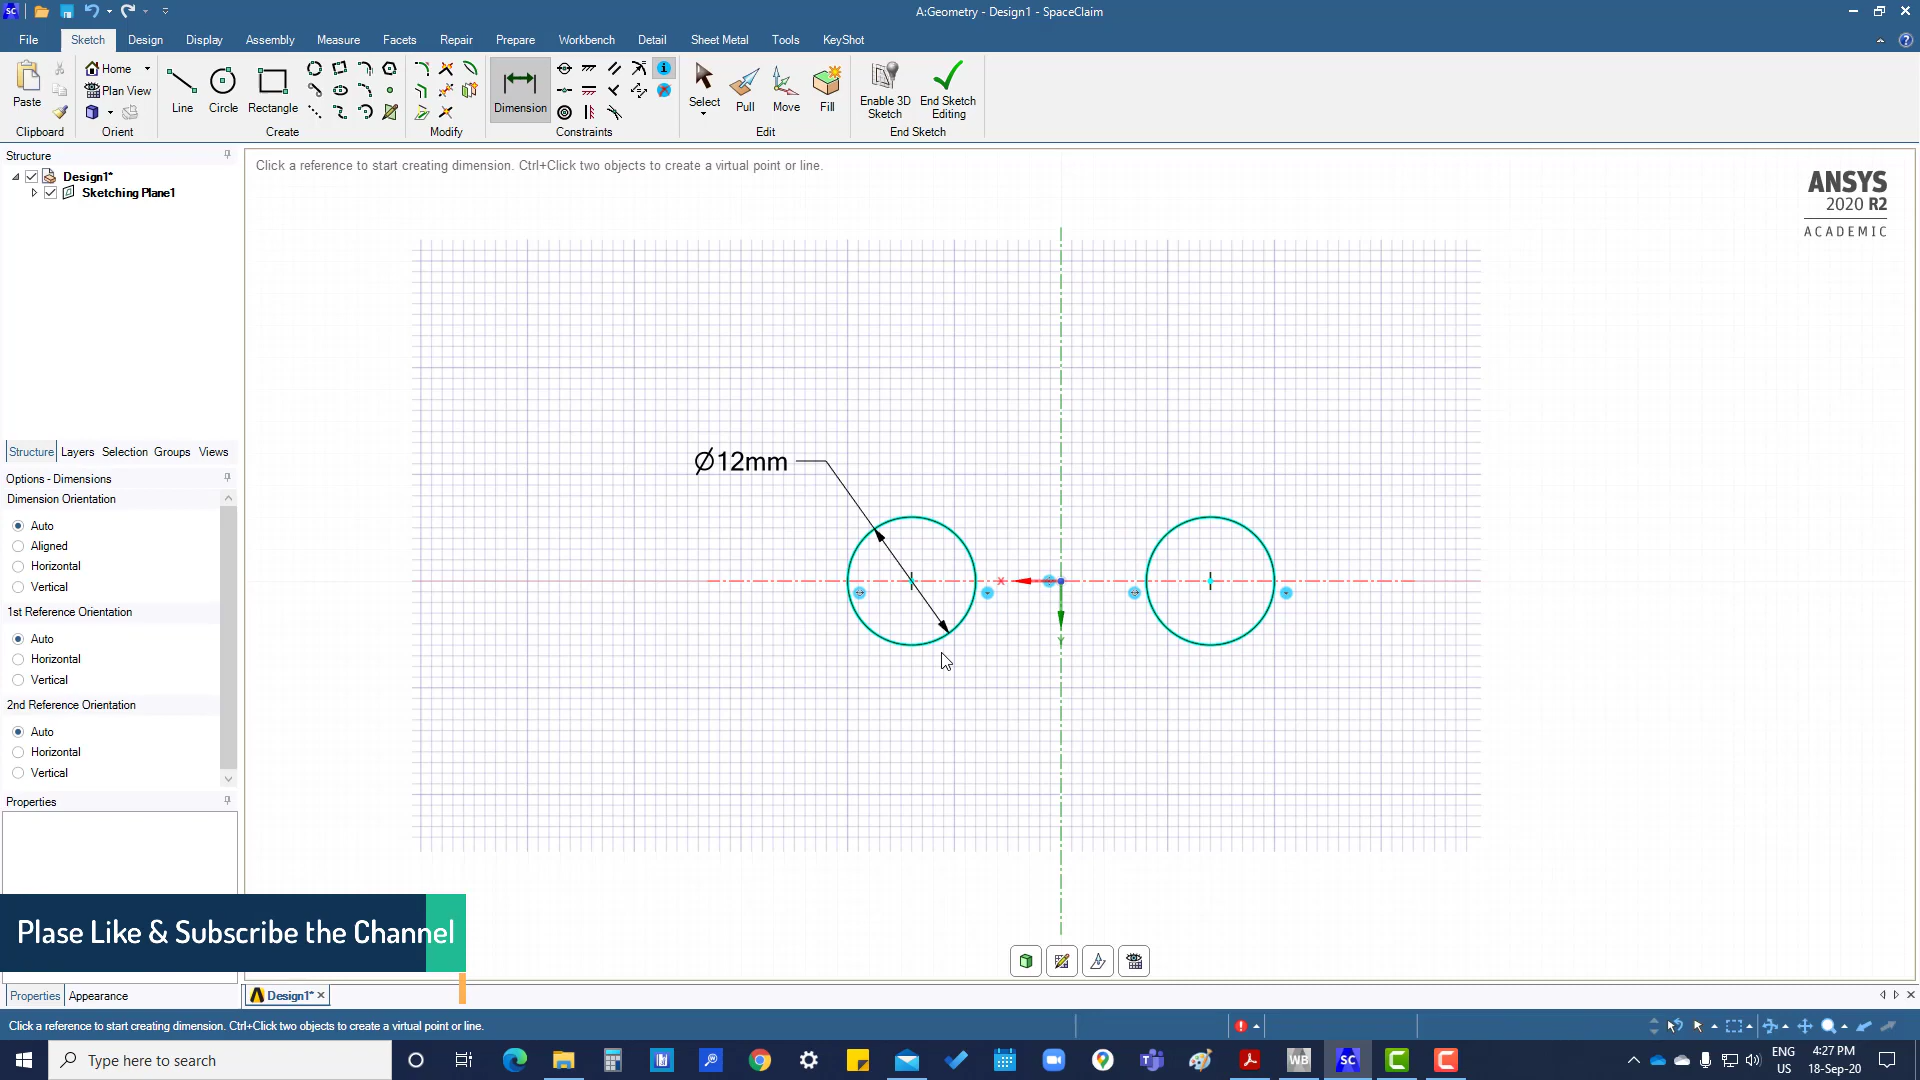 A:Geometry - Design1 - SpaceClaim
File Sketch Design Display Assembly Measure Facets Repair Prepare Workbench Detail Sheet Metal Tools KeyShot
Paste
Home
Plan View
Line Circle Rectangle
Dimension
Select Pull Move Fill
Enable 3D Sketch
End Sketch Editing
Clipboard Orient Create Modify Constraints Edit End Sketch
Structure
Design1*
Sketching Plane1
Click a reference to start creating dimension. Ctrl+Click two objects to create a virtual point or line.
ANSYS
2020 R2
ACADEMIC
Ø12mm
X
Y
Structure Layers Selection Groups Views
Options - Dimensions
Dimension Orientation
Auto
Aligned
Horizontal
Vertical
1st Reference Orientation
Auto
Horizontal
Vertical
2nd Reference Orientation
Auto
Horizontal
Vertical
Properties
Plase Like & Subscribe the Channel
Properties Appearance
Design1*
Click a reference to start creating dimension. Ctrl+Click two objects to create a virtual point or line.
Type here to search
WB
SC
ENG
US
4:27 PM
18-Sep-20